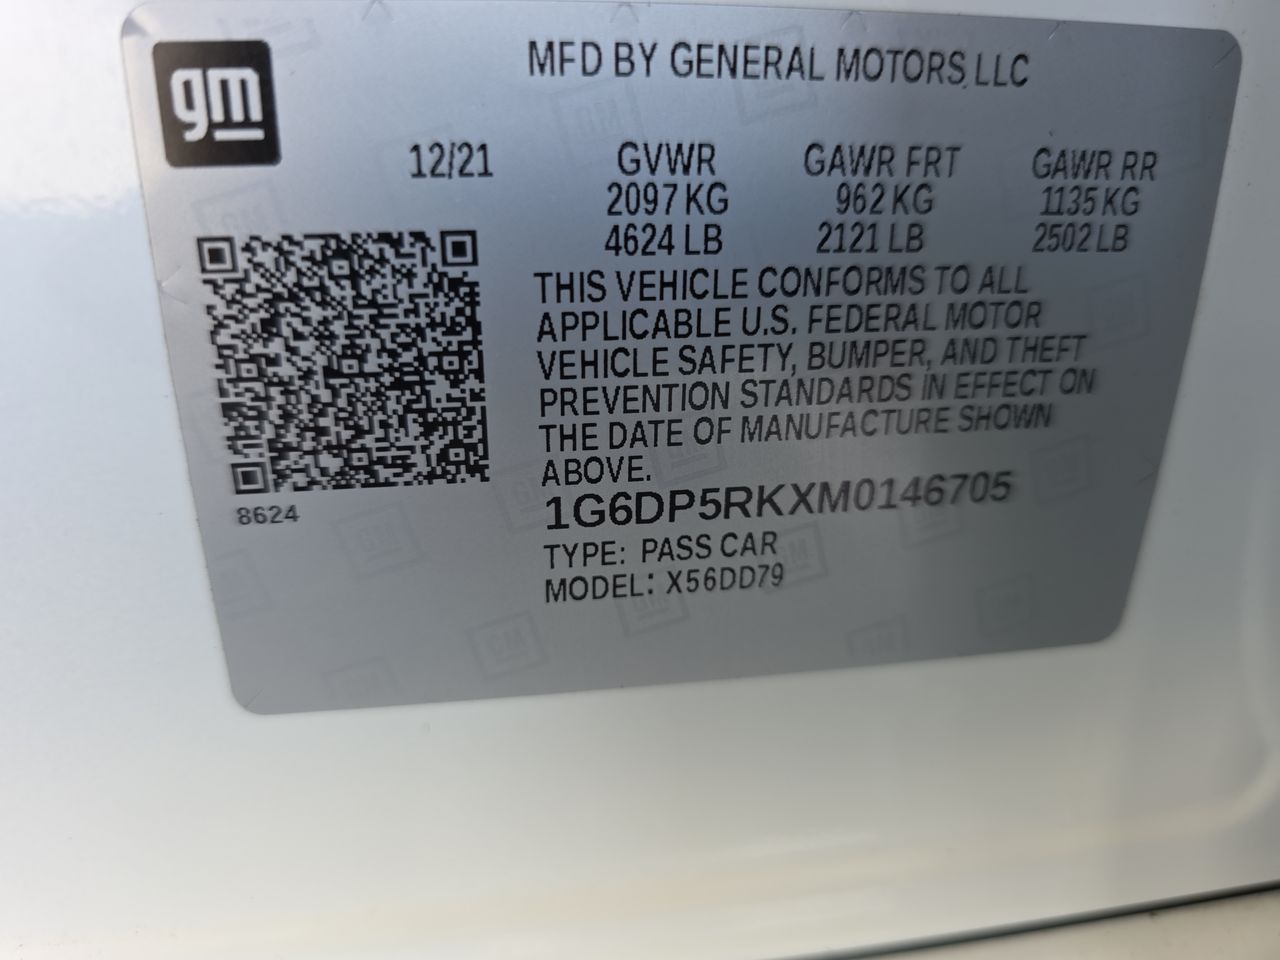 gm
MFD BY GENERAL MOTORS LLC
12/21 GVWR GAWR FRT GAWR RR
2097 KG 962 KG 1135 KG
4624 LB 2121 LB 2502 LB
THIS VEHICLE CONFORMS TO ALL
APPLICABLE U.S. FEDERAL MOTOR
VEHICLE SAFETY, BUMPER, AND THEFT
PREVENTION STANDARDS IN EFFECT ON
THE DATE OF MANUFACTURE SHOWN
ABOVE.
8624
1G6DP5RKXM0146705
TYPE: PASS CAR
MODEL: X56DD79